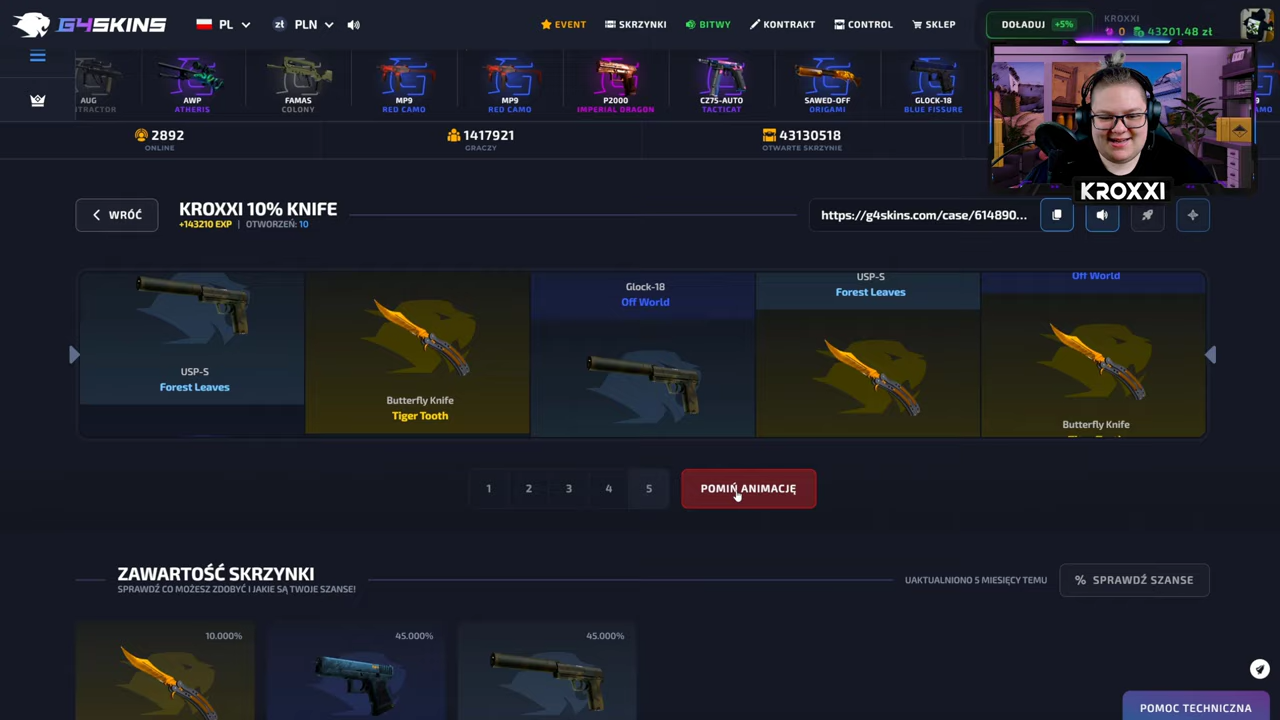 G4SKINS
PL
zł PLN
EVENT
SKRZYNKI
BITWY
KONTRAKT
CONTROL
SKLEP
DOŁADUJ +5%
KROXXI
0 43201.48 zł
AUG
AWP
ATHERIS
FAMAS
COLONY
MP9
RED CAMO
MP9
RED CAMO
P2000
IMPERIAL DRAGON
CZ75-AUTO
TACTICAT
SAWED-OFF
ORIGAMI
GLOCK-18
BLUE FISSURE
2892
ONLINE
1417921
GRACZY
43130518
OTWARTE SKRZYNIE
KROXXI
WRÓĆ
KROXXI 10% KNIFE
+143210 EXP | OTWORZEŃ: 10
https://g4skins.com/case/614890...
USP-S
Forest Leaves
Butterfly Knife
Tiger Tooth
Glock-18
Off World
USP-S
Forest Leaves
Off World
Butterfly Knife
1
2
3
4
5
POMIŃ ANIMACJĘ
ZAWARTOŚĆ SKRZYNKI
SPRAWDŹ CO MOŻESZ ZDOBYĆ I JAKIE SĄ TWOJE SZANSE!
UAKTUALNIONO 5 MIESIĘCY TEMU
% SPRAWDŹ SZANSE
10.000%
45.000%
45.000%
POMOC TECHNICZNA